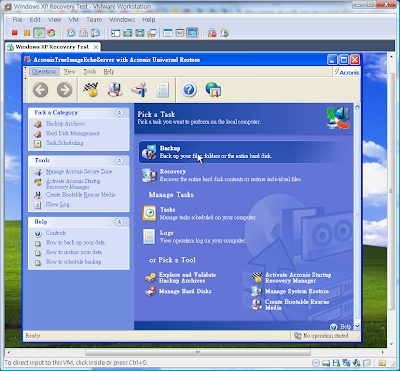 Windows XP Recovery Test - VMware Workstation
File Edit View VM Team Windows Help
Windows XP Recovery Test
AcronisTrueImageEchoServer with Acronis Universal Restore
Operations View Tools Help
Acronis
Pick a Category
Backup Archives
Hard Disk Management
Task Scheduling
Tools
Manage Acronis Secure Zone
Activate Acronis Startup
Recovery Manager
Create Bootable Rescue Media
Show Log
Help
Contents
How to back up your data
How to restore your data
How to schedule backup
Pick a Task
Pick a task you want to perform on the local computer.
Backup
Back up your files, folders or the entire hard disk.
Recovery
Recover the entire hard disk contents or restore individual files.
Manage Tasks
Tasks
Manage tasks scheduled on your computer.
Logs
View operation log on your computer.
or Pick a Tool
Explore and Validate
Backup Archives
Manage Hard Disks
Activate Acronis Startup
Recovery Manager
Manage System Restore
Create Bootable Rescue
Media
Help
Ready
No operation started
To direct input to this VM, click inside or press Ctrl+G.